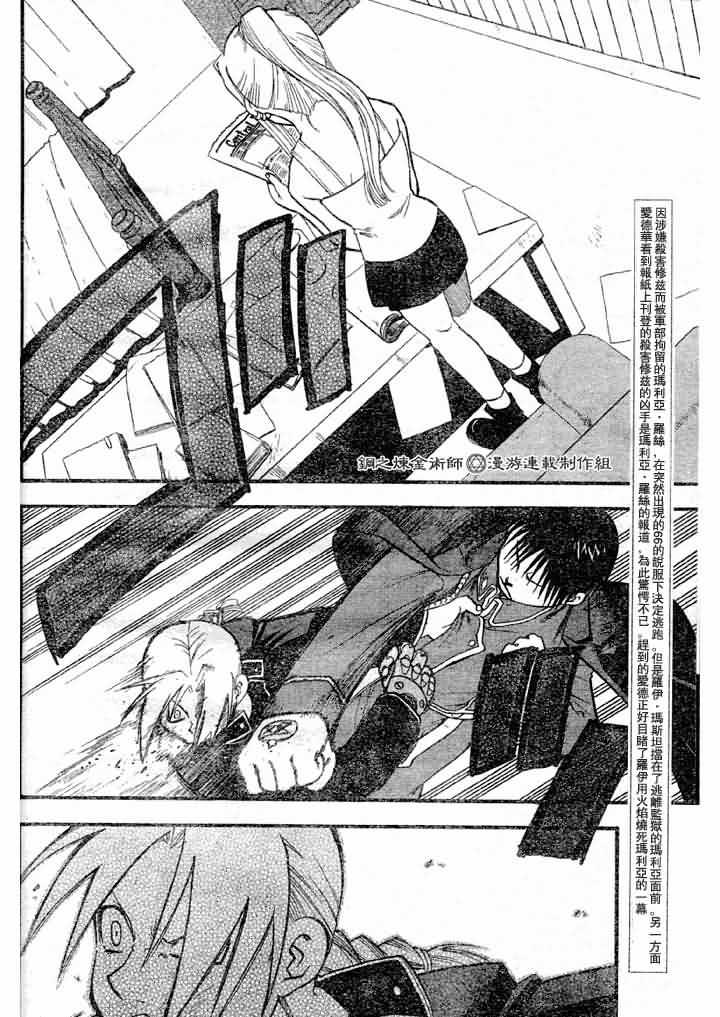 Central
因涉嫌殺害修茲而被軍部拘留的瑪利亞·羅絲,在突然出現的66的說服下決定逃跑。但是羅伊·瑪斯坦擋在了逃離監獄的瑪利亞面前。另一方面
愛德華看到報紙上刊登的殺害修茲的凶手是瑪利亞·羅絲的報道。為此驚愕不已。趕到的愛德正好目睹了羅伊用火焰燒死瑪利亞的一幕
鋼之煉金術師 漫游連載制作組